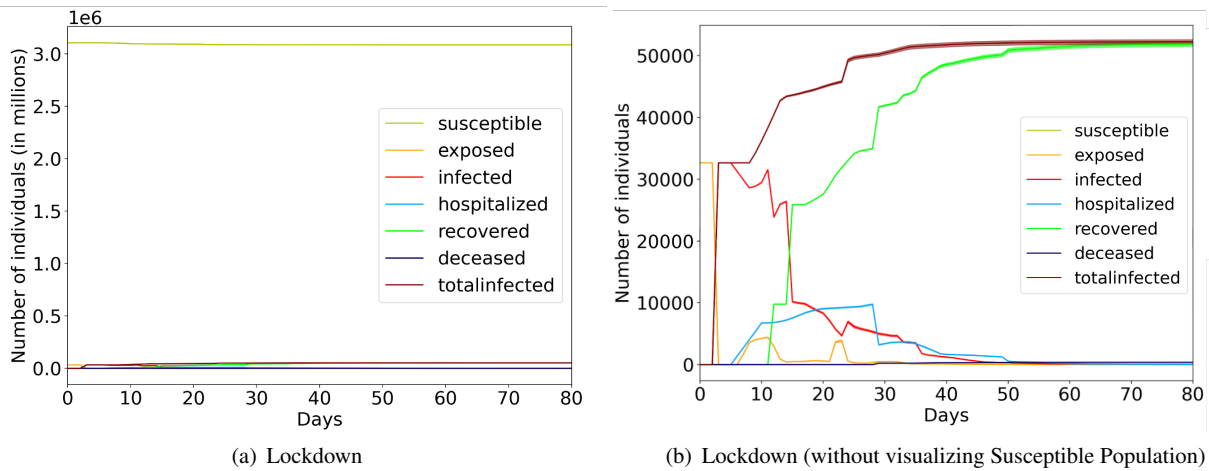 1e6
Number of individuals (in millions)
3.0
2.5
2.0
1.5
1.0
0.5
0.0
susceptible
exposed
infected
hospitalized
recovered
deceased
totalinfected
0 10 20 30 40 50 60 70 80
Days
(a) Lockdown
Number of individuals
50000
40000
30000
20000
10000
0
susceptible
exposed
infected
hospitalized
recovered
deceased
totalinfected
0 10 20 30 40 50 60 70 80
Days
(b) Lockdown (without visualizing Susceptible Population)